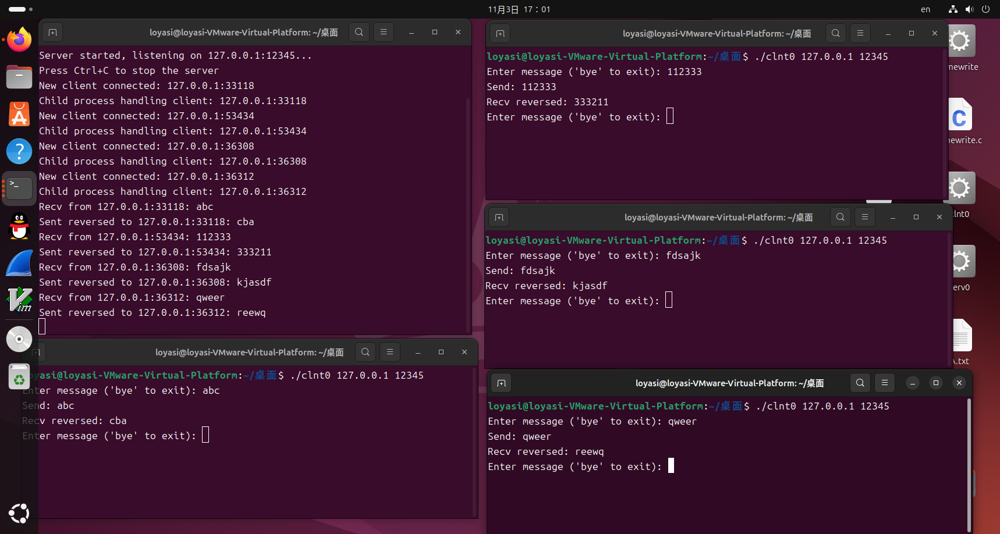 11月3日 17：01
en
loyasi@loyasi-VMware-Virtual-Platform: ~/桌面
Server started, listening on 127.0.0.1:12345...
Press Ctrl+C to stop the server
New client connected: 127.0.0.1:33118
Child process handling client: 127.0.0.1:33118
New client connected: 127.0.0.1:53434
Child process handling client: 127.0.0.1:53434
New client connected: 127.0.0.1:36308
Child process handling client: 127.0.0.1:36308
New client connected: 127.0.0.1:36312
Child process handling client: 127.0.0.1:36312
Recv from 127.0.0.1:33118: abc
Sent reversed to 127.0.0.1:33118: cba
Recv from 127.0.0.1:53434: 112333
Sent reversed to 127.0.0.1:53434: 333211
Recv from 127.0.0.1:36308: fdsajk
Sent reversed to 127.0.0.1:36308: kjasdf
Recv from 127.0.0.1:36312: qweer
Sent reversed to 127.0.0.1:36312: reewq
loyasi@loyasi-VMware-Virtual-Platform: ~/桌面
loyasi@loyasi-VMware-Virtual-Platform:~/桌面$ ./clnt0 127.0.0.1 12345
Enter message ('bye' to exit): abc
Send: abc
Recv reversed: cba
Enter message ('bye' to exit):
loyasi@loyasi-VMware-Virtual-Platform: ~/桌面
loyasi@loyasi-VMware-Virtual-Platform:~/桌面$ ./clnt0 127.0.0.1 12345
Enter message ('bye' to exit): 112333
Send: 112333
Recv reversed: 333211
Enter message ('bye' to exit):
loyasi@loyasi-VMware-Virtual-Platform: ~/桌面
loyasi@loyasi-VMware-Virtual-Platform:~/桌面$ ./clnt0 127.0.0.1 12345
Enter message ('bye' to exit): fdsajk
Send: fdsajk
Recv reversed: kjasdf
Enter message ('bye' to exit):
loyasi@loyasi-VMware-Virtual-Platform: ~/桌面
loyasi@loyasi-VMware-Virtual-Platform:~/桌面$ ./clnt0 127.0.0.1 12345
Enter message ('bye' to exit): qweer
Send: qweer
Recv reversed: reewq
Enter message ('bye' to exit):
C
Vim